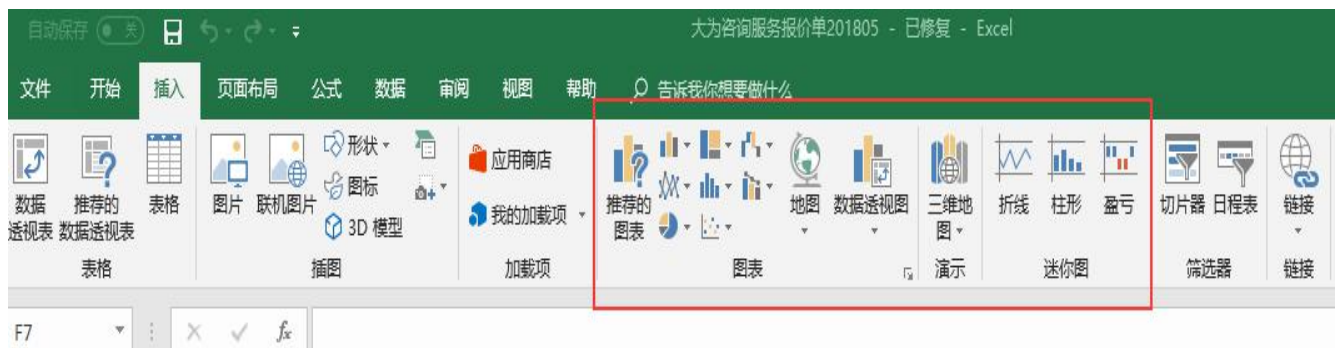 自动保存 关 大为咨询服务报价单201805 - 已修复 - Excel
文件 开始 插入 页面布局 公式 数据 审阅 视图 帮助 告诉我你想要做什么
数据透视表
推荐的数据透视表
表格
图片
联机图片
形状
图标
3D 模型
应用商店
我的加载项
推荐的图表
地图
数据透视图
三维地图
折线
柱形
盈亏
切片器
日程表
链接
表格 插图 加载项 图表 演示 迷你图 筛选器 链接
F7 fx